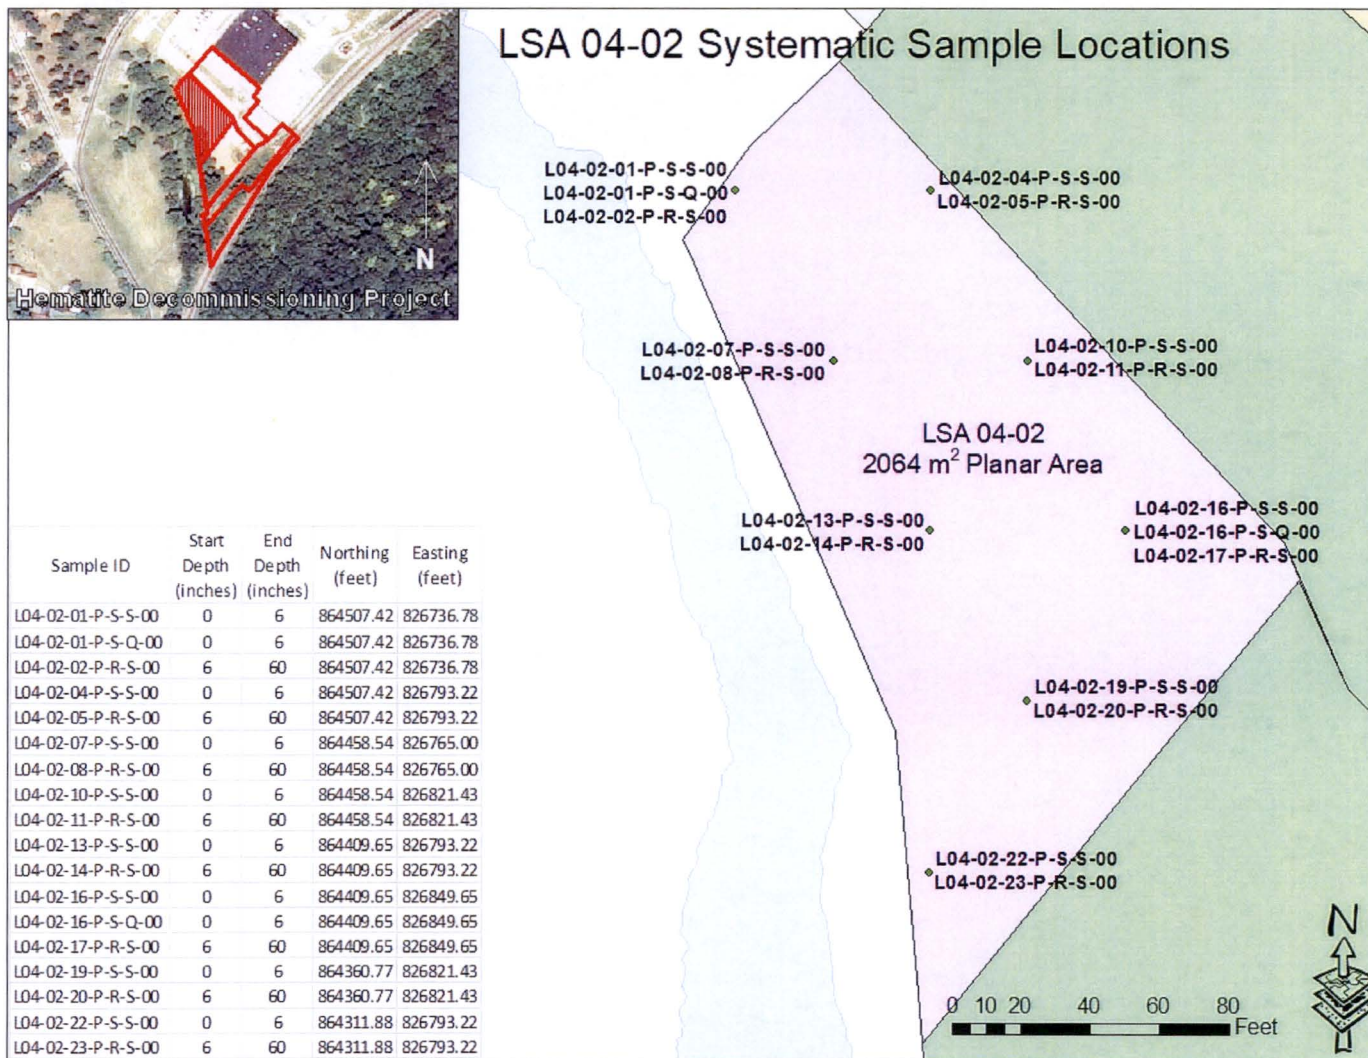 LSA 04-02 Systematic Sample Locations
N
Hematite Decommissioning Project
L04-02-01-P-S-S-00
L04-02-01-P-S-Q-00
L04-02-02-P-R-S-00
L04-02-04-P-S-S-00
L04-02-05-P-R-S-00
L04-02-07-P-S-S-00
L04-02-08-P-R-S-00
L04-02-10-P-S-S-00
L04-02-11-P-R-S-00
LSA 04-02
2064 m² Planar Area
L04-02-13-P-S-S-00
L04-02-14-P-R-S-00
L04-02-16-P-S-S-00
L04-02-16-P-S-Q-00
L04-02-17-P-R-S-00
L04-02-19-P-S-S-00
L04-02-20-P-R-S-00
L04-02-22-P-S-S-00
L04-02-23-P-R-S-00
Sample ID Start Depth (inches) End Depth (inches) Northing (feet) Easting (feet)
L04-02-01-P-S-S-00 0 6 864507.42 826736.78
L04-02-01-P-S-Q-00 0 6 864507.42 826736.78
L04-02-02-P-R-S-00 6 60 864507.42 826736.78
L04-02-04-P-S-S-00 0 6 864507.42 826793.22
L04-02-05-P-R-S-00 6 60 864507.42 826793.22
L04-02-07-P-S-S-00 0 6 864458.54 826765.00
L04-02-08-P-R-S-00 6 60 864458.54 826765.00
L04-02-10-P-S-S-00 0 6 864458.54 826821.43
L04-02-11-P-R-S-00 6 60 864458.54 826821.43
L04-02-13-P-S-S-00 0 6 864409.65 826793.22
L04-02-14-P-R-S-00 6 60 864409.65 826793.22
L04-02-16-P-S-S-00 0 6 864409.65 826849.65
L04-02-16-P-S-Q-00 0 6 864409.65 826849.65
L04-02-17-P-R-S-00 6 60 864409.65 826849.65
L04-02-19-P-S-S-00 0 6 864360.77 826821.43
L04-02-20-P-R-S-00 6 60 864360.77 826821.43
L04-02-22-P-S-S-00 0 6 864311.88 826793.22
L04-02-23-P-R-S-00 6 60 864311.88 826793.22
N
0 10 20 40 60 80
Feet